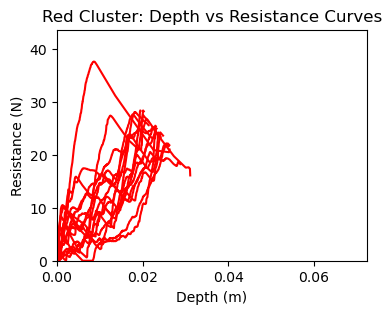 Red Cluster: Depth vs Resistance Curves
40
30
20
10
0
Resistance (N)
0.00 0.02 0.04 0.06
Depth (m)